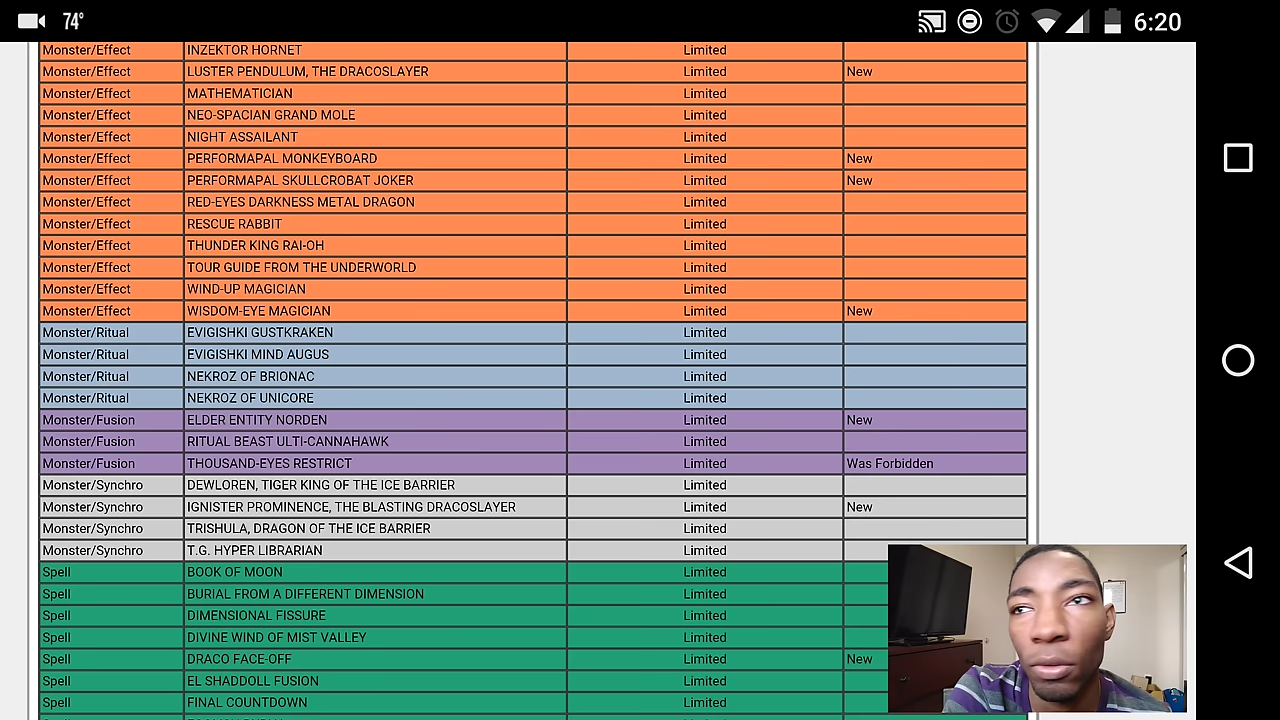 74° 6:20
Monster/Effect INZEKTOR HORNET Limited
Monster/Effect LUSTER PENDULUM, THE DRACOSLAYER Limited New
Monster/Effect MATHEMATICIAN Limited
Monster/Effect NEO-SPACIAN GRAND MOLE Limited
Monster/Effect NIGHT ASSAILANT Limited
Monster/Effect PERFORMAPAL MONKEYBOARD Limited New
Monster/Effect PERFORMAPAL SKULLCROBAT JOKER Limited New
Monster/Effect RED-EYES DARKNESS METAL DRAGON Limited
Monster/Effect RESCUE RABBIT Limited
Monster/Effect THUNDER KING RAI-OH Limited
Monster/Effect TOUR GUIDE FROM THE UNDERWORLD Limited
Monster/Effect WIND-UP MAGICIAN Limited
Monster/Effect WISDOM-EYE MAGICIAN Limited New
Monster/Ritual EVIGISHKI GUSTKRAKEN Limited
Monster/Ritual EVIGISHKI MIND AUGUS Limited
Monster/Ritual NEKROZ OF BRIONAC Limited
Monster/Ritual NEKROZ OF UNICORE Limited
Monster/Fusion ELDER ENTITY NORDEN Limited New
Monster/Fusion RITUAL BEAST ULTI-CANNAHAWK Limited
Monster/Fusion THOUSAND-EYES RESTRICT Limited Was Forbidden
Monster/Synchro DEWLOREN, TIGER KING OF THE ICE BARRIER Limited
Monster/Synchro IGNISTER PROMINENCE, THE BLASTING DRACOSLAYER Limited New
Monster/Synchro TRISHULA, DRAGON OF THE ICE BARRIER Limited
Monster/Synchro T.G. HYPER LIBRARIAN Limited
Spell BOOK OF MOON Limited
Spell BURIAL FROM A DIFFERENT DIMENSION Limited
Spell DIMENSIONAL FISSURE Limited
Spell DIVINE WIND OF MIST VALLEY Limited
Spell DRACO FACE-OFF Limited New
Spell EL SHADDOLL FUSION Limited
Spell FINAL COUNTDOWN Limited